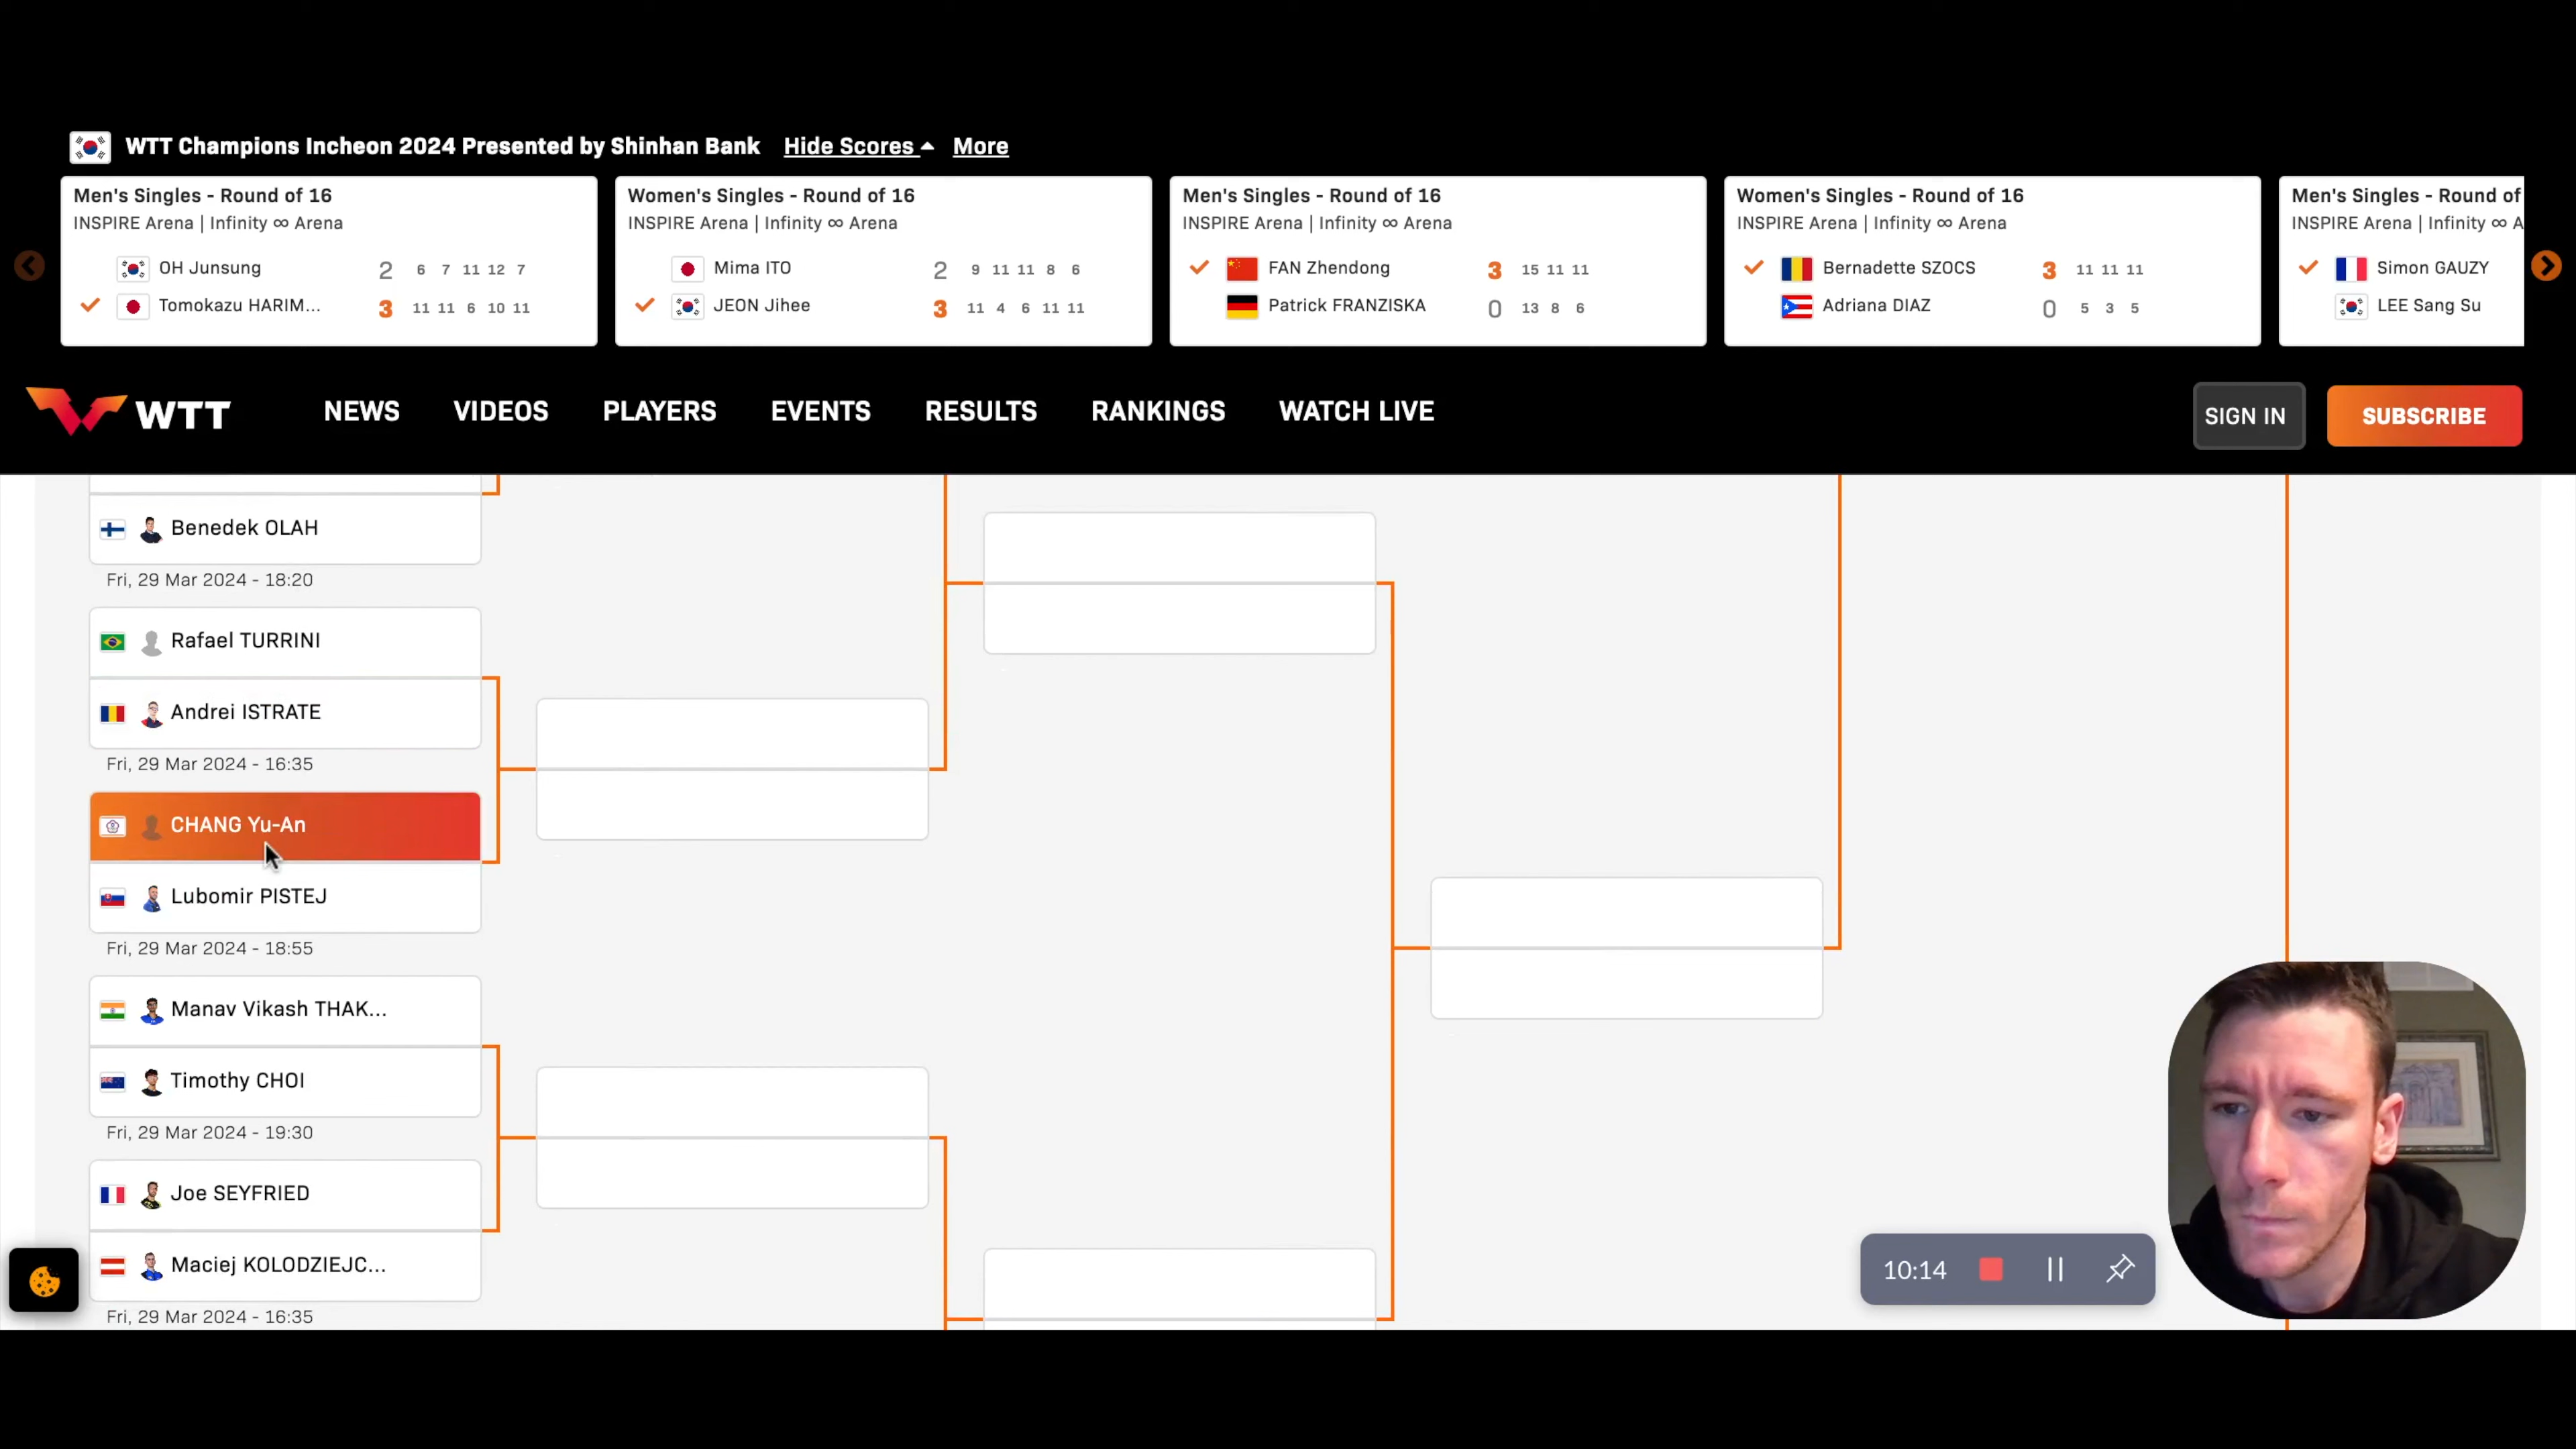 WTT Champions Incheon 2024 Presented by Shinhan Bank Hide Scores More
Men's Singles - Round of 16
INSPIRE Arena | Infinity ∞ Arena
OH Junsung 2 6 7 11 12 7
Tomokazu HARIM... 3 11 11 6 10 11
Women's Singles - Round of 16
INSPIRE Arena | Infinity ∞ Arena
Mima ITO 2 9 11 11 8 6
JEON Jihee 3 11 4 6 11 11
Men's Singles - Round of 16
INSPIRE Arena | Infinity ∞ Arena
FAN Zhendong 3 15 11 11
Patrick FRANZISKA 0 13 8 6
Women's Singles - Round of 16
INSPIRE Arena | Infinity ∞ Arena
Bernadette SZOCS 3 11 11 11
Adriana DIAZ 0 5 3 5
Men's Singles - Round of
INSPIRE Arena | Infinity ∞ A
Simon GAUZY
LEE Sang Su
WTT NEWS VIDEOS PLAYERS EVENTS RESULTS RANKINGS WATCH LIVE SIGN IN SUBSCRIBE
Benedek OLAH
Fri, 29 Mar 2024 - 18:20
Rafael TURRINI
Andrei ISTRATE
Fri, 29 Mar 2024 - 16:35
CHANG Yu-An
Lubomir PISTEJ
Fri, 29 Mar 2024 - 18:55
Manav Vikash THAK...
Timothy CHOI
Fri, 29 Mar 2024 - 19:30
Joe SEYFRIED
Maciej KOLODZIEJC...
Fri, 29 Mar 2024 - 16:35
10:14